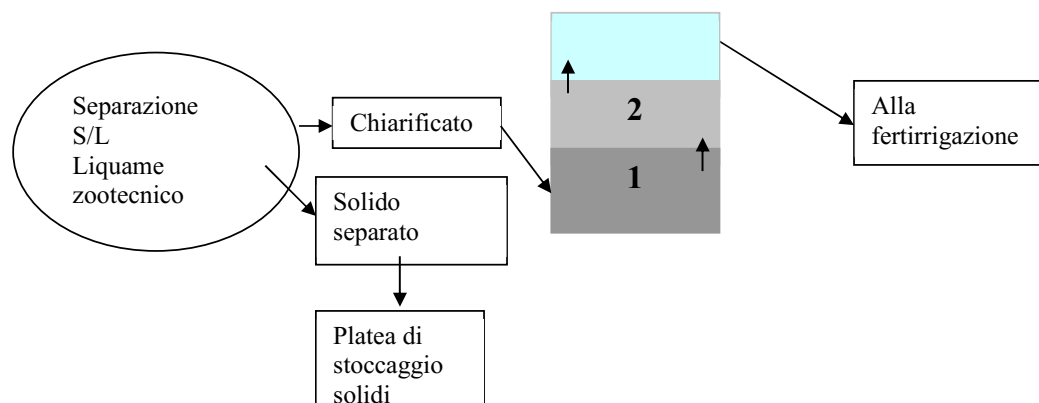 Separazione
S/L
Liquame
zootecnico
Chiarificato
Solido
separato
Platea di
stoccaggio
solidi
2
1
Alla
fertirrigazione